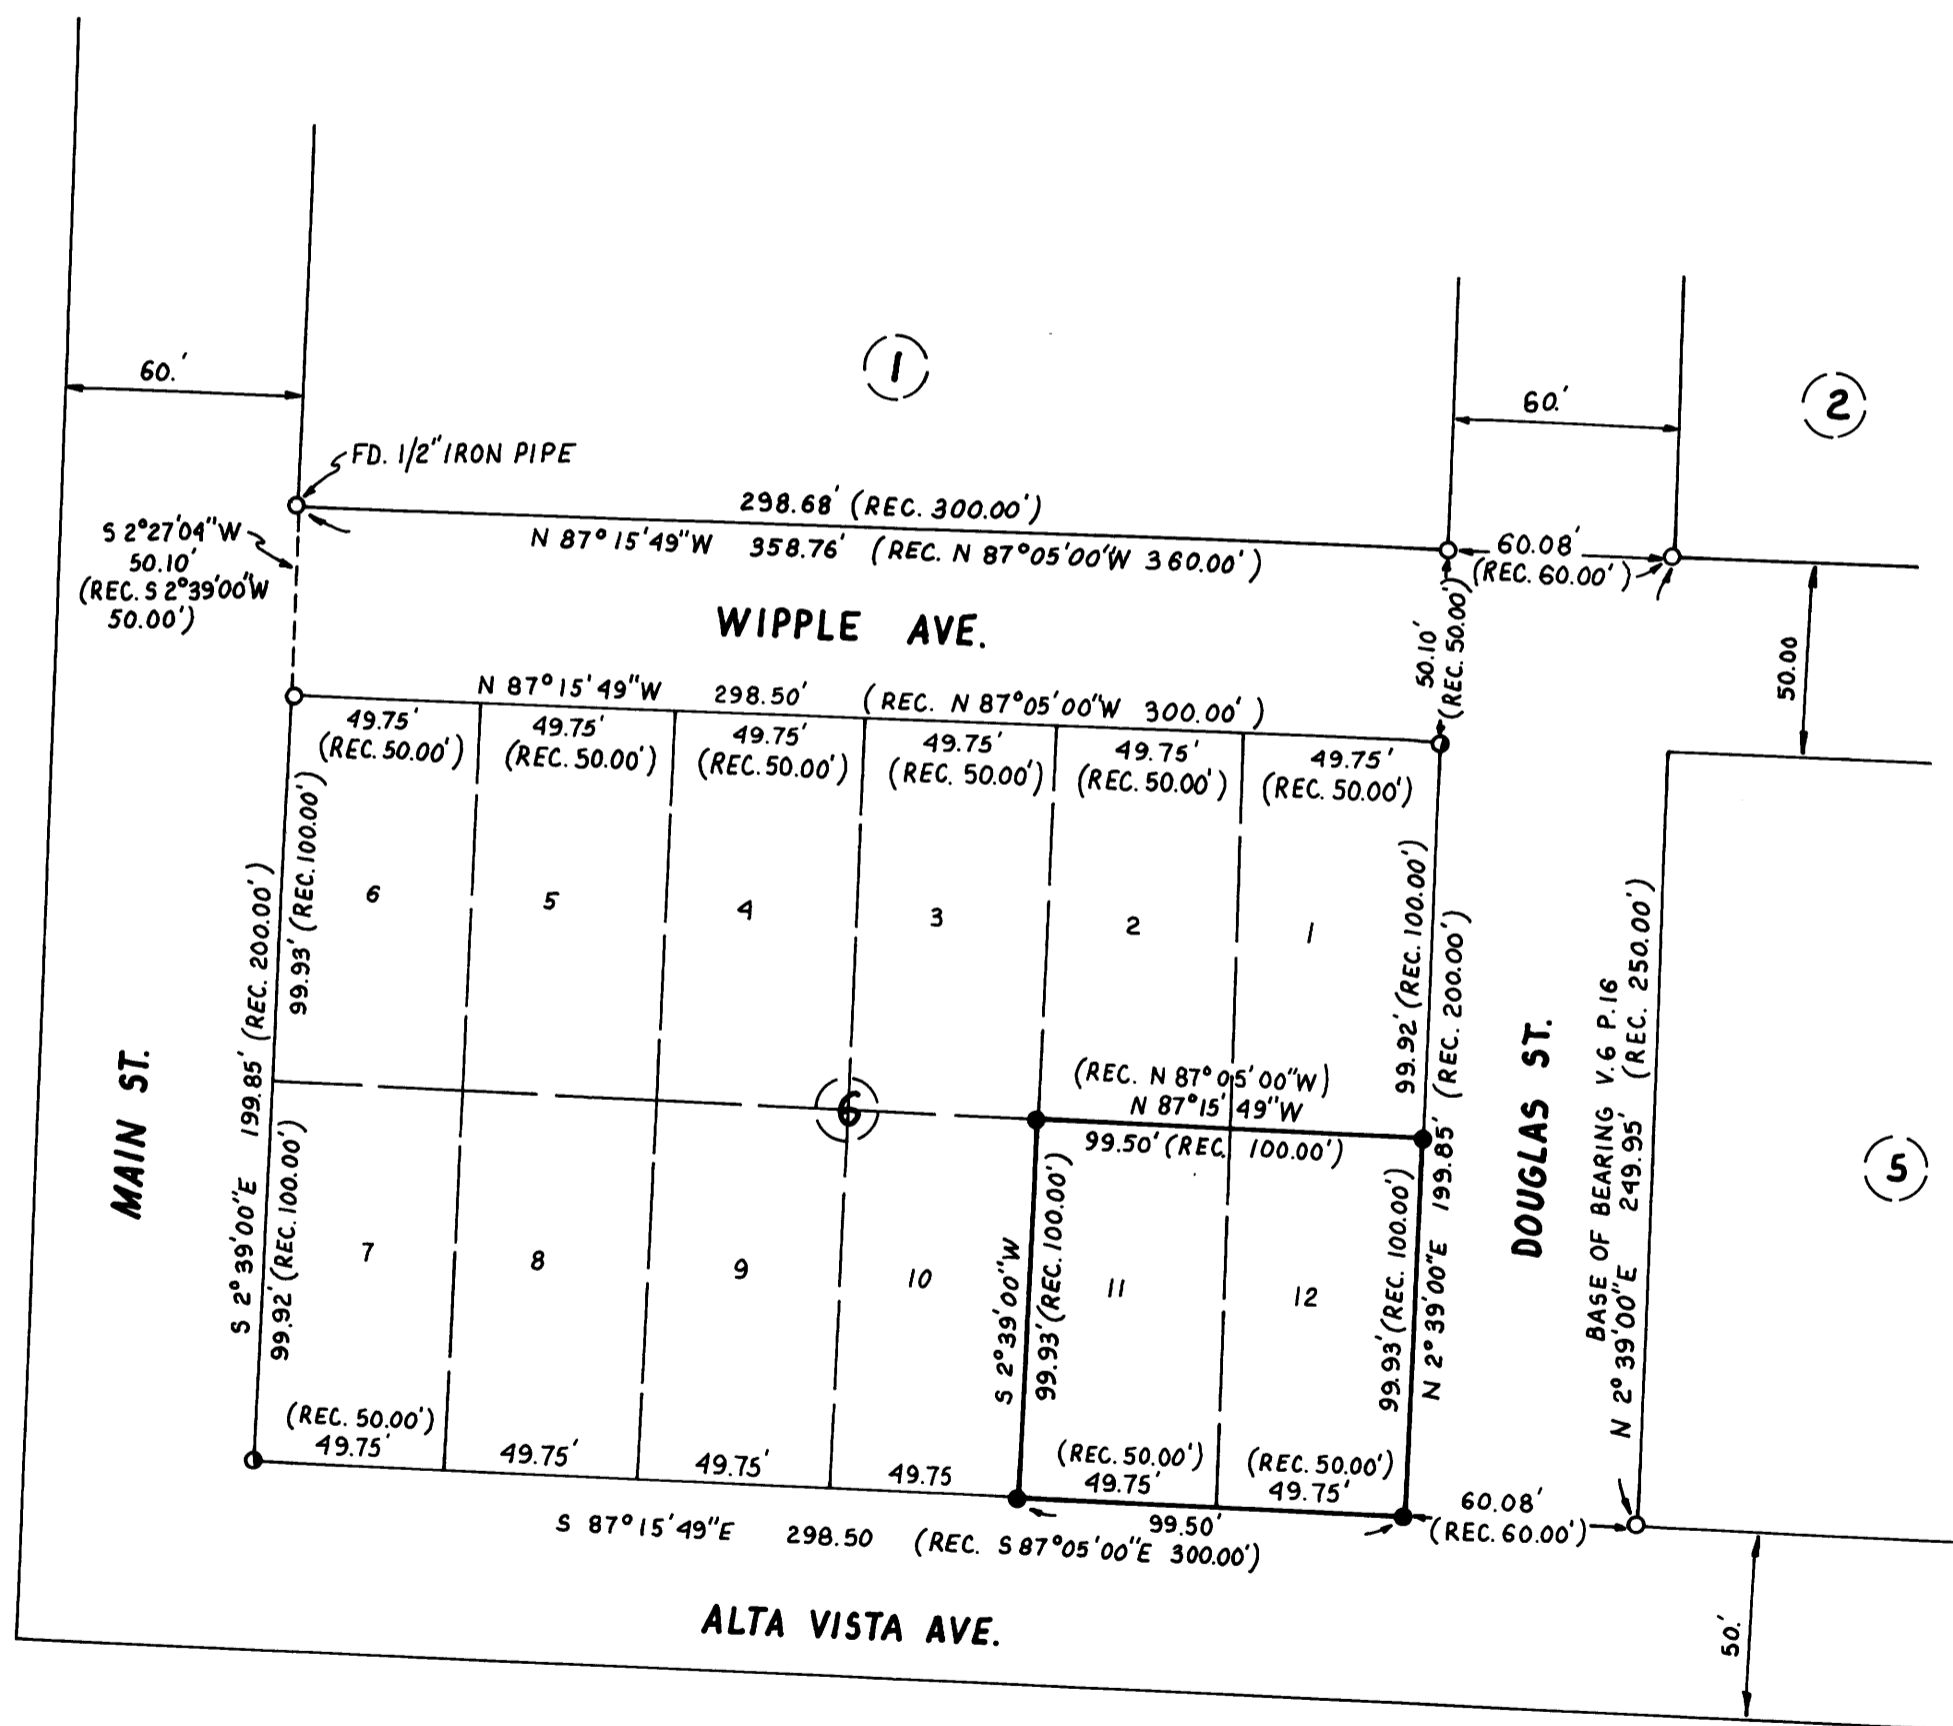 60.'
1
60.'
2
FD. 1/2" IRON PIPE
298.68' (REC. 300.00')
N 87°15'49"W 358.76' (REC. N 87°05'00"W 360.00')
60.08'
(REC. 60.00')
S 2°27'04"W
50.10'
(REC. S 2°39'00"W
50.00')
WIPPLE AVE.
50.10'
(REC. 50.00')
50.00
N 87°15'49"W 298.50' (REC. N 87°05'00"W 300.00')
49.75'
(REC. 50.00')
49.75'
(REC. 50.00')
49.75'
(REC. 50.00')
49.75'
(REC. 50.00')
49.75'
(REC. 50.00')
49.75'
(REC. 50.00')
6
5
4
3
2
1
99.93' (REC. 100.00')
S 2°39'00"E 199.85' (REC. 200.00')
99.92' (REC. 100.00')
MAIN ST.
99.92' (REC. 100.00')
N 2°39'00"E 199.85' (REC. 200.00')
DOUGLAS ST.
BASE OF BEARING V.6 P.16
N 2°39'00"E 249.95' (REC. 250.00')
5
(REC. N 87°05'00"W)
N 87°15'49"W
99.50' (REC. 100.00')
6
7
8
9
10
11
12
S 2°39'00"W
99.93' (REC. 100.00')
99.93' (REC. 100.00')
(REC. 50.00')
49.75'
49.75'
49.75'
49.75
(REC. 50.00')
49.75'
(REC. 50.00')
49.75'
60.08'
(REC. 60.00')
99.50'
S 87°15'49"E 298.50 (REC. S 87°05'00"E 300.00')
ALTA VISTA AVE.
50.'